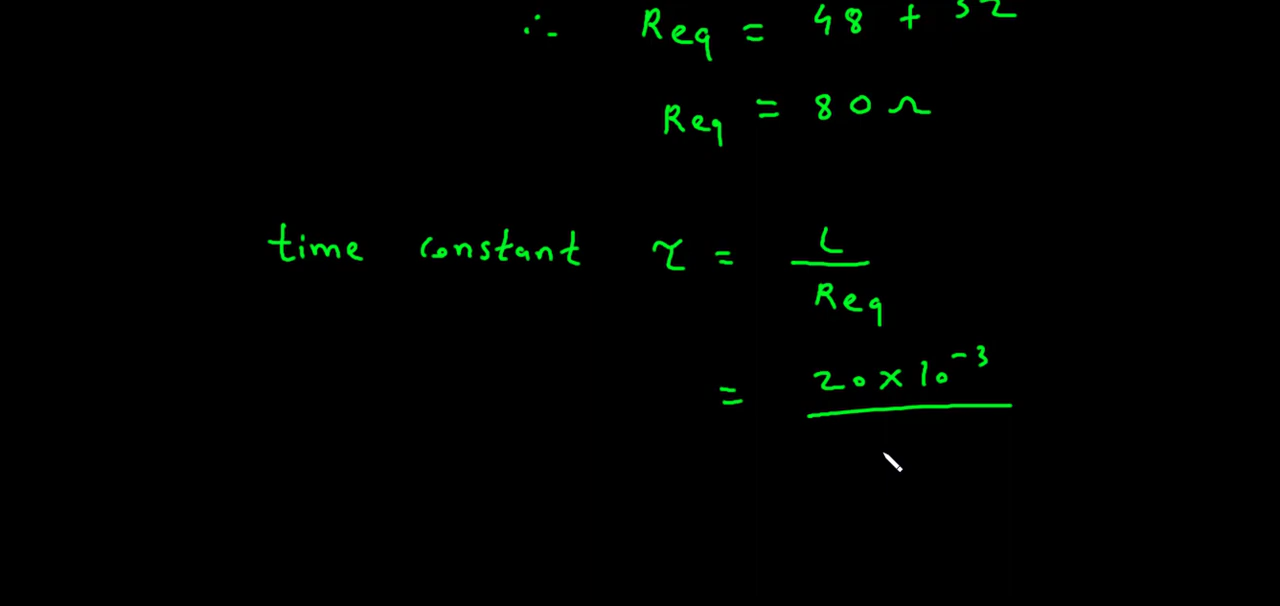 ∴ Req = 48 + 32
Req = 80 Ω
time constant τ = L / Req
= 20 × 10⁻³